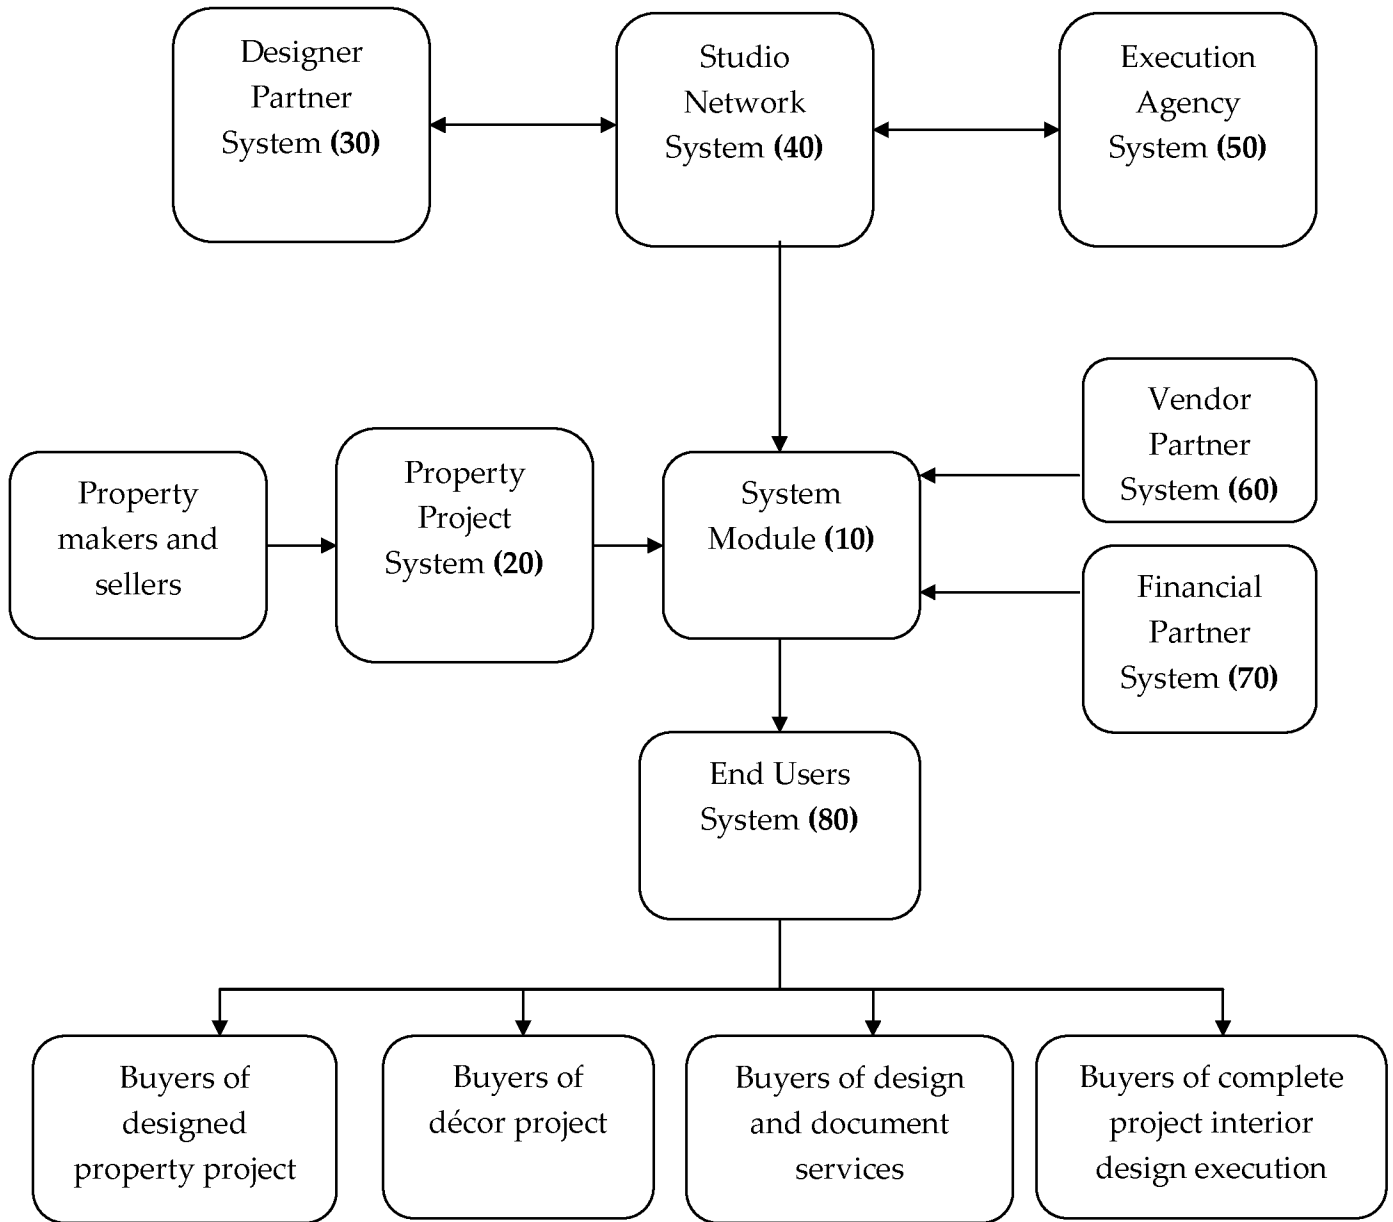 Designer
Partner
System (30)
Studio
Network
System (40)
Execution
Agency
System (50)
Vendor
Partner
System (60)
Property
makers and
sellers
Property
Project
System (20)
System
Module (10)
Financial
Partner
System (70)
End Users
System (80)
Buyers of
designed
property project
Buyers of
décor project
Buyers of design
and document
services
Buyers of complete
project interior
design execution